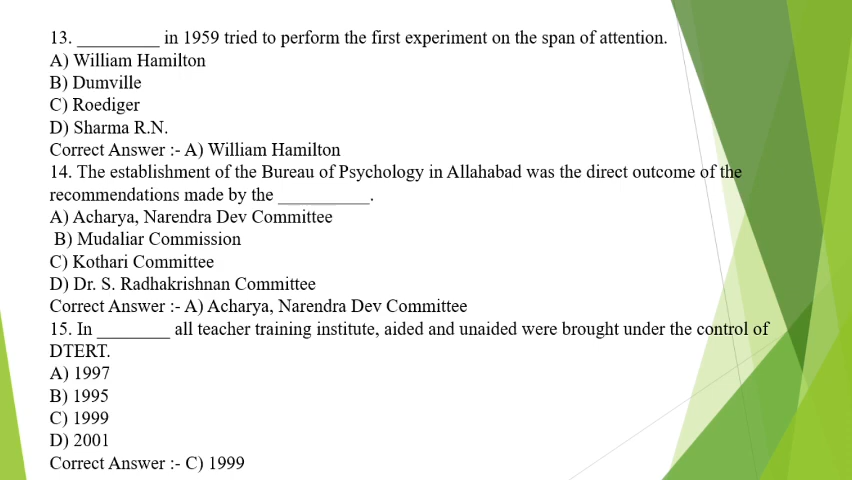 13. _________ in 1959 tried to perform the first experiment on the span of attention.
A) William Hamilton
B) Dumville
C) Roediger
D) Sharma R.N.
Correct Answer :- A) William Hamilton
14. The establishment of the Bureau of Psychology in Allahabad was the direct outcome of the
recommendations made by the __________.
A) Acharya, Narendra Dev Committee
B) Mudaliar Commission
C) Kothari Committee
D) Dr. S. Radhakrishnan Committee
Correct Answer :- A) Acharya, Narendra Dev Committee
15. In ________ all teacher training institute, aided and unaided were brought under the control of
DTERT.
A) 1997
B) 1995
C) 1999
D) 2001
Correct Answer :- C) 1999